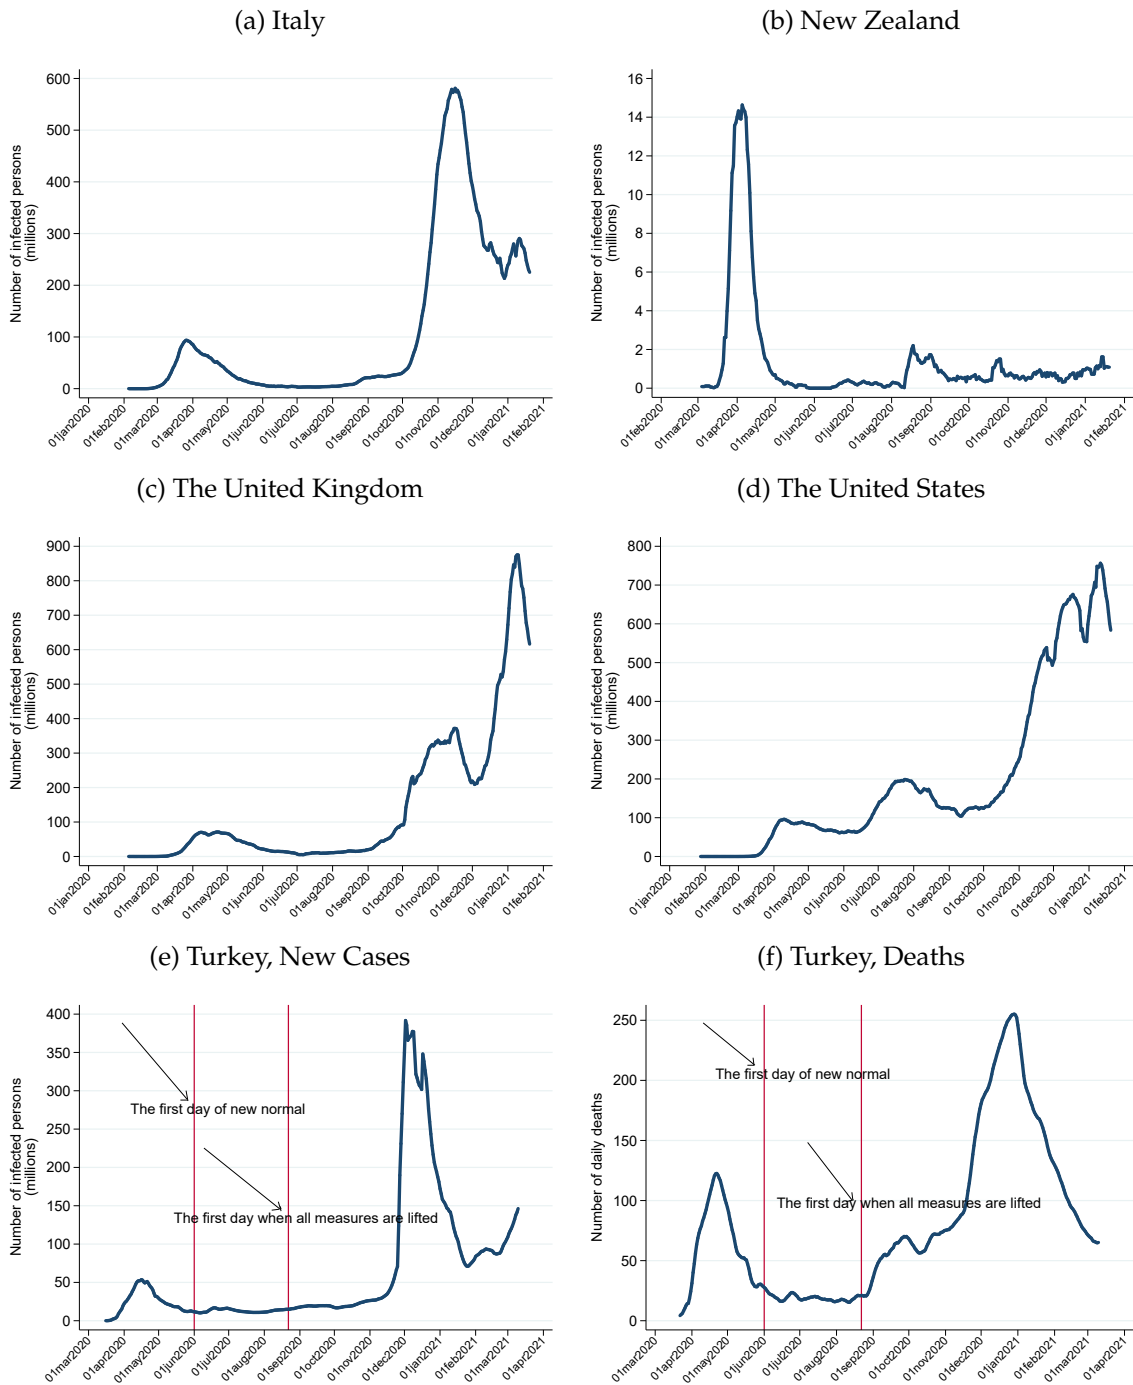 (a) Italy
Number of infected persons
(millions)
600
500
400
300
200
100
0
01jan2020
01feb2020
01mar2020
01apr2020
01may2020
01jun2020
01jul2020
01aug2020
01sep2020
01oct2020
01nov2020
01dec2020
01jan2021
01feb2021
(b) New Zealand
Number of infected persons
(millions)
16
14
12
10
8
6
4
2
0
01feb2020
01mar2020
01apr2020
01may2020
01jun2020
01jul2020
01aug2020
01sep2020
01oct2020
01nov2020
01dec2020
01jan2021
01feb2021
(c) The United Kingdom
Number of infected persons
(millions)
900
800
700
600
500
400
300
200
100
0
01jan2020
01feb2020
01mar2020
01apr2020
01may2020
01jun2020
01jul2020
01aug2020
01sep2020
01oct2020
01nov2020
01dec2020
01jan2021
01feb2021
(d) The United States
Number of infected persons
(millions)
800
700
600
500
400
300
200
100
0
01jan2020
01feb2020
01mar2020
01apr2020
01may2020
01jun2020
01jul2020
01aug2020
01sep2020
01oct2020
01nov2020
01dec2020
01jan2021
01feb2021
(e) Turkey, New Cases
Number of infected persons
(millions)
400
350
300
250
200
150
100
50
0
The first day of new normal
The first day when all measures are lifted
01mar2020
01apr2020
01may2020
01jun2020
01jul2020
01aug2020
01sep2020
01oct2020
01nov2020
01dec2020
01jan2021
01feb2021
01mar2021
01apr2021
(f) Turkey, Deaths
Number of daily deaths
250
200
150
100
50
0
The first day of new normal
The first day when all measures are lifted
01mar2020
01apr2020
01may2020
01jun2020
01jul2020
01aug2020
01sep2020
01oct2020
01nov2020
01dec2020
01jan2021
01feb2021
01mar2021
01apr2021